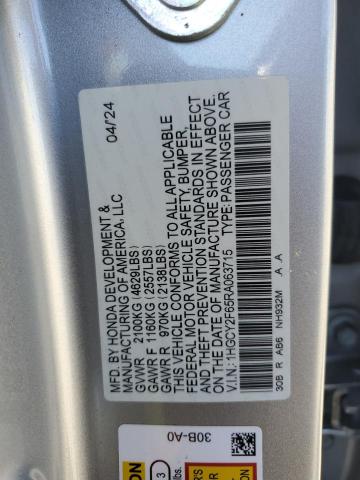 MFD. BY HONDA DEVELOPMENT & 04/24
MANUFACTURING OF AMERICA, LLC
GVWR 2100KG (4629LBS)
GAWR F 1160KG (2557LBS)
GAWR R 970KG (2138LBS)
THIS VEHICLE CONFORMS TO ALL APPLICABLE
FEDERAL MOTOR VEHICLE SAFETY, BUMPER,
AND THEFT PREVENTION STANDARDS IN EFFECT
ON THE DATE OF MANUFACTURE SHOWN ABOVE.
V.I.N.: 1HGCY2F65RA063715 TYPE: PASSENGER CAR
30B R AB6 NH932M A .A
30B-A0
3
lbs.